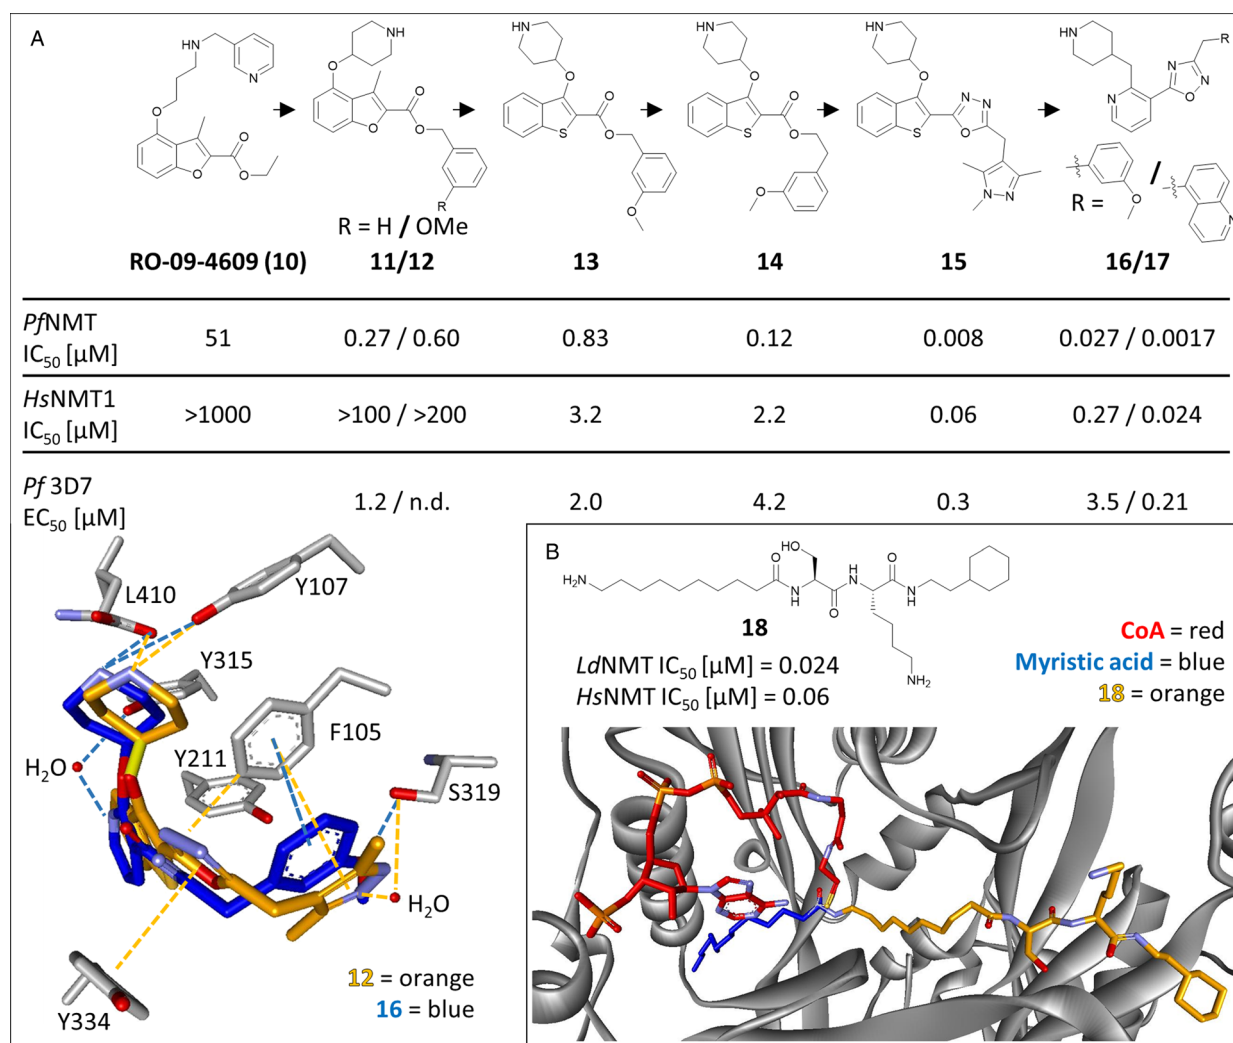 A
HN
NH
HN
HN
HN
HN
R
HN
N
O
O
O
O
O
N
N
N
O
O
O
O
O
O
S
O
O
S
O
O
S
N
N
O
N
N
O
N
N
O
O
R
R = H / OMe
R =
/
O
N
RO-09-4609 (10)
11/12
13
14
15
16/17
PfNMT
IC50 [µM]
51
0.27 / 0.60
0.83
0.12
0.008
0.027 / 0.0017
HsNMT1
IC50 [µM]
>1000
>100 / >200
3.2
2.2
0.06
0.27 / 0.024
Pf 3D7
EC50 [µM]
1.2 / n.d.
2.0
4.2
0.3
3.5 / 0.21
L410
Y107
Y315
F105
Y211
H2O
S319
H2O
Y334
12 = orange
16 = blue
B
HO
H2N
O
N
H
O
H
N
O
N
H
NH2
18
LdNMT IC50 [µM] = 0.024
HsNMT IC50 [µM] = 0.06
CoA = red
Myristic acid = blue
18 = orange